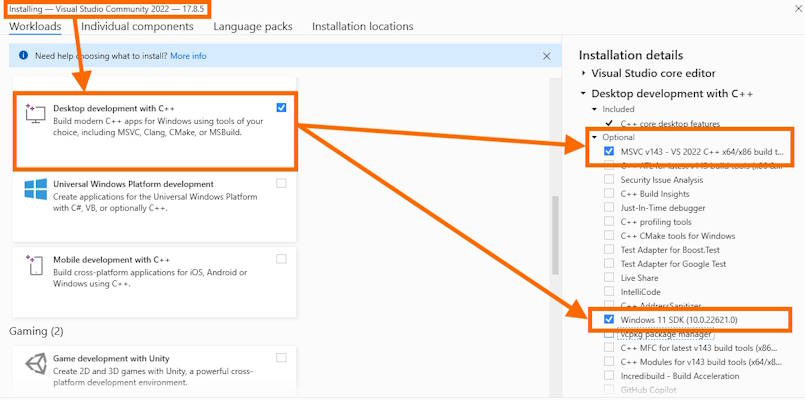 Installing — Visual Studio Community 2022 — 17.8.5
Workloads Individual components Language packs Installation locations
Need help choosing what to install? More info
Desktop development with C++
Build modern C++ apps for Windows using tools of your
choice, including MSVC, Clang, CMake, or MSBuild.
Universal Windows Platform development
Create applications for the Universal Windows Platform
with C#, VB, or optionally C++.
Mobile development with C++
Build cross-platform applications for iOS, Android or
Windows using C++.
Gaming (2)
Game development with Unity
Create 2D and 3D games with Unity, a powerful cross-
platform development environment.
Installation details
Visual Studio core editor
Desktop development with C++
Included
C++ core desktop features
Optional
MSVC v143 - VS 2022 C++ x64/x86 build t...
C++ ATL for latest v143 build tools (x86 &...
Security Issue Analysis
C++ Build Insights
Just-In-Time debugger
C++ profiling tools
C++ CMake tools for Windows
Test Adapter for Boost.Test
Test Adapter for Google Test
Live Share
IntelliCode
C++ AddressSanitizer
Windows 11 SDK (10.0.22621.0)
vcpkg package manager
C++ MFC for latest v143 build tools (x86...
C++ Modules for v143 build tools (x64/x8...
Incredibuild - Build Acceleration
GitHub Copilot